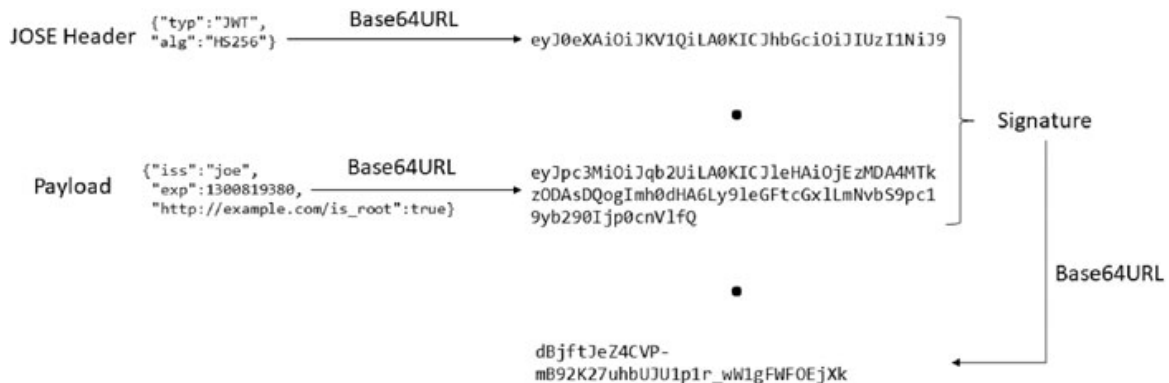 JOSE Header
{"typ":"JWT",
"alg":"HS256"}
Base64URL
eyJ0eXAiOiJKV1QiLA0KICJhbGciOiJIUzI1NiJ9
Signature
Payload
{"iss":"joe",
"exp":1300819380,
"http://example.com/is_root":true}
Base64URL
eyJpc3MiOiJqb2UiLA0KICJleHAiOjEzMDA4MTk
zODAsDQogImh0dHA6Ly9leGFtcGxlLmNvbS9pc1
9yb290Ijp0cnVlfQ
Base64URL
dBjftJeZ4CVP-
mB92K27uhbUJU1p1r_wW1gFWFOEjXk